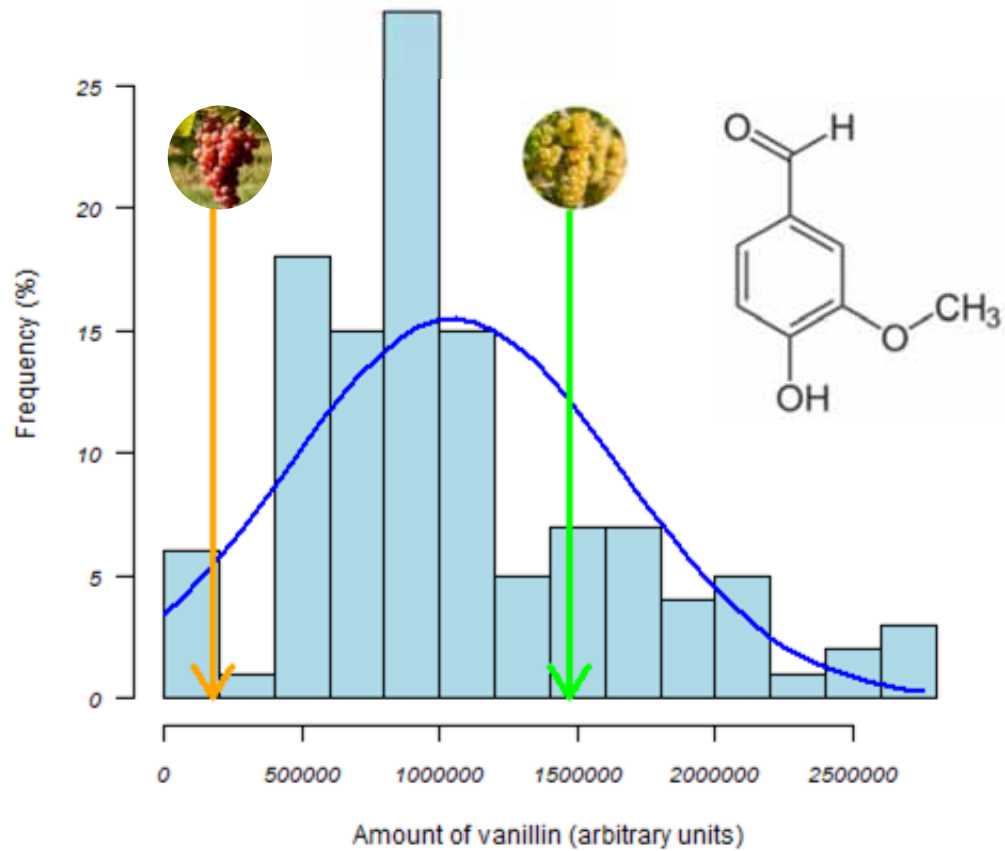 25
20
15
10
5
0
Frequency (%)
0 500000 1000000 1500000 2000000 2500000
Amount of vanillin (arbitrary units)
O H
O CH3
OH